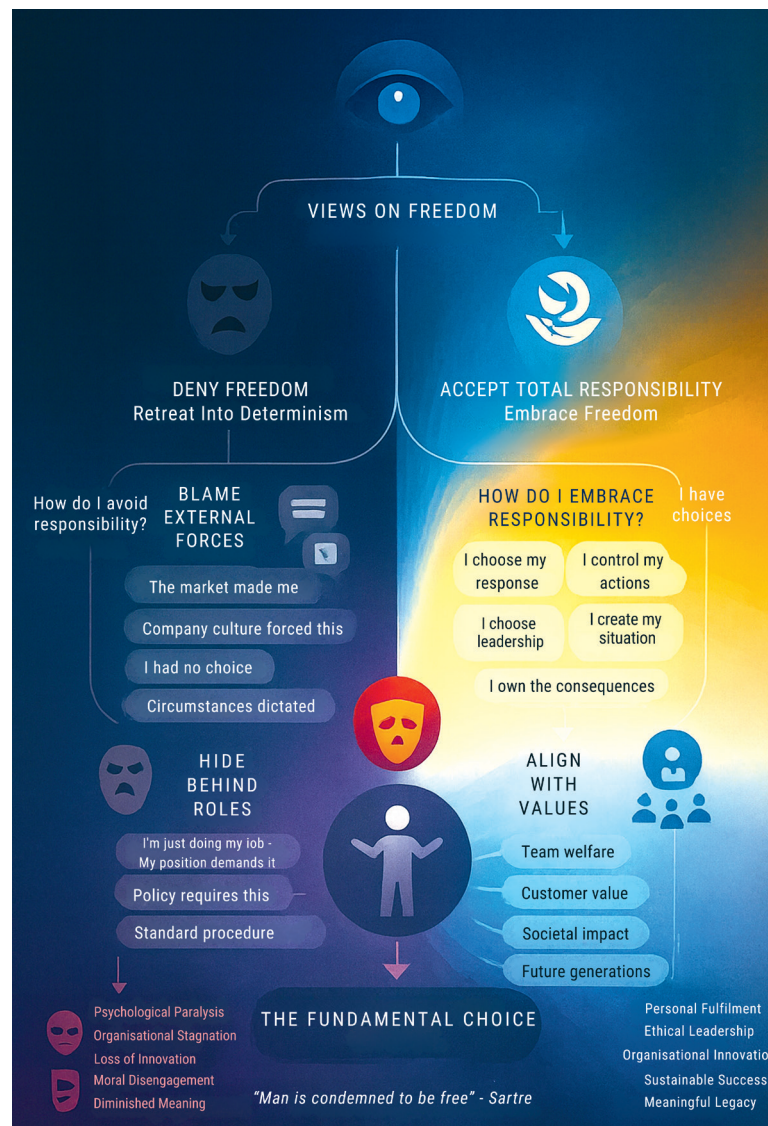 VIEWS ON FREEDOM
DENY FREEDOM
Retreat Into Determinism
ACCEPT TOTAL RESPONSIBILITY
Embrace Freedom
How do I avoid
responsibility?
BLAME
EXTERNAL
FORCES
The market made me
Company culture forced this
I had no choice
Circumstances dictated
HOW DO I EMBRACE
RESPONSIBILITY?
I have
choices
I choose my
response
I control my
actions
I choose
leadership
I create my
situation
I own the consequences
HIDE
BEHIND
ROLES
I'm just doing my job -
My position demands it
Policy requires this
Standard procedure
ALIGN
WITH
VALUES
Team welfare
Customer value
Societal impact
Future generations
Psychological Paralysis
Organisational Stagnation
Loss of Innovation
Moral Disengagement
Diminished Meaning
THE FUNDAMENTAL CHOICE
“Man is condemned to be free” - Sartre
Personal Fulfilment
Ethical Leadership
Organisational Innovatio
Sustainable Success
Meaningful Legacy